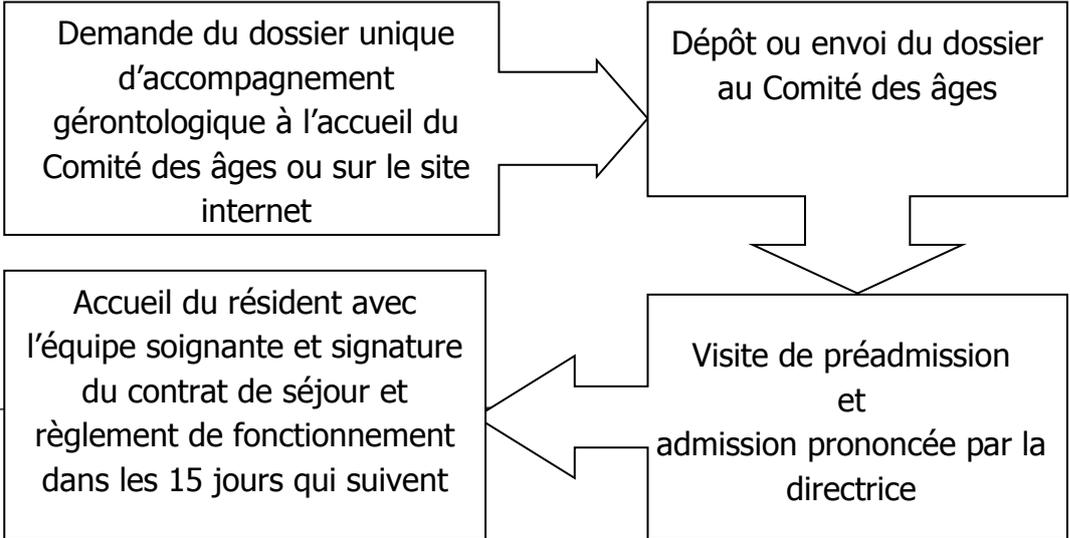 Demande du dossier unique
d’accompagnement
gérontologique à l’accueil du
Comité des âges ou sur le site
internet
Dépôt ou envoi du dossier
au Comité des âges
Visite de préadmission
et
admission prononcée par la
directrice
Accueil du résident avec
l’équipe soignante et signature
du contrat de séjour et
règlement de fonctionnement
dans les 15 jours qui suivent